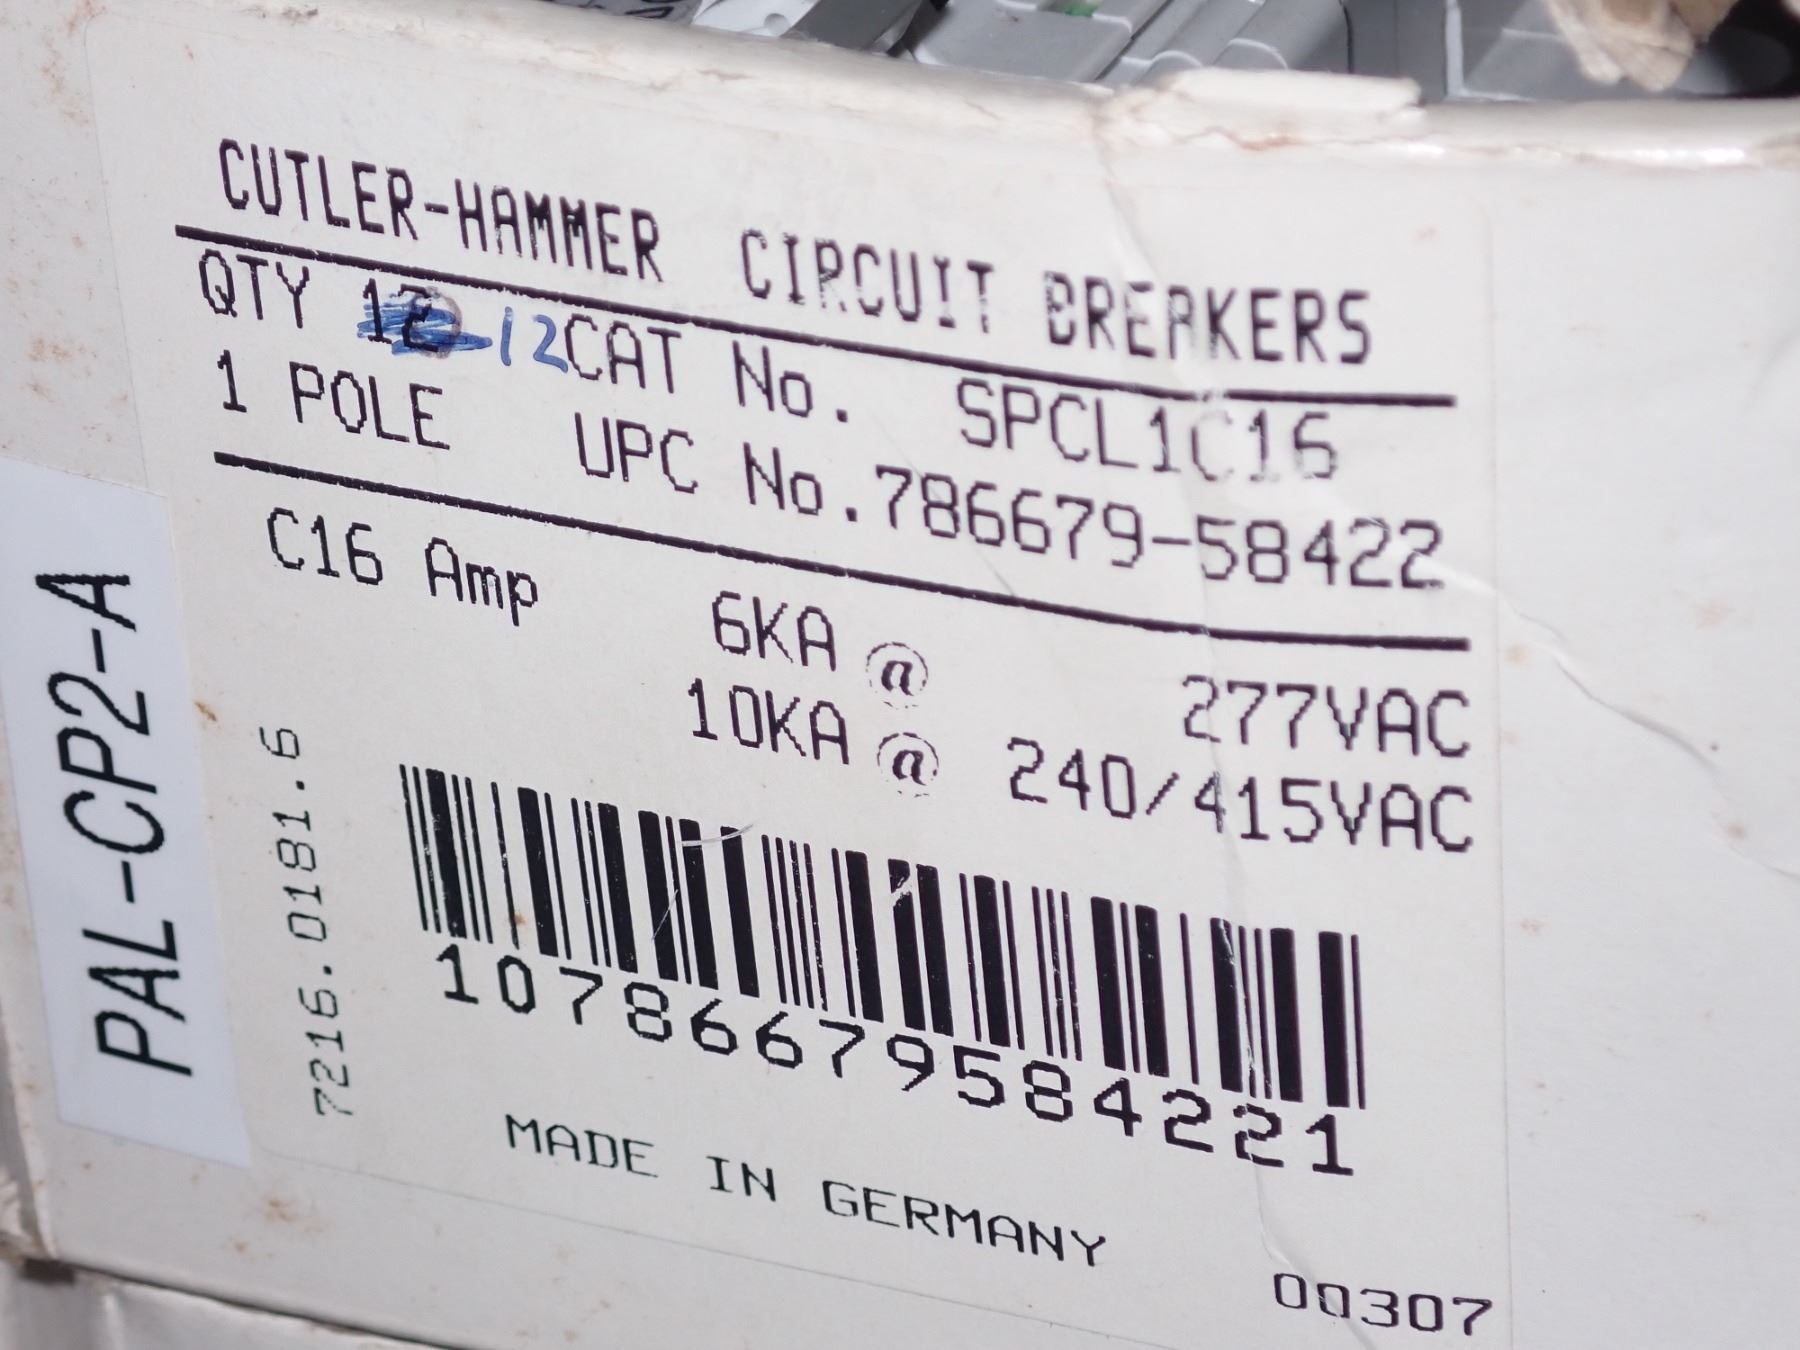 CUTLER-HAMMER CIRCUIT BREAKERS
QTY 12 12 CAT No. SPCL1C16
1 POLE UPC No.786679-58422
C16 Amp 6KA @ 277VAC
10KA @ 240/415VAC
10786679584221
MADE IN GERMANY
00307
7216.0181.6
PAL-CP2-A